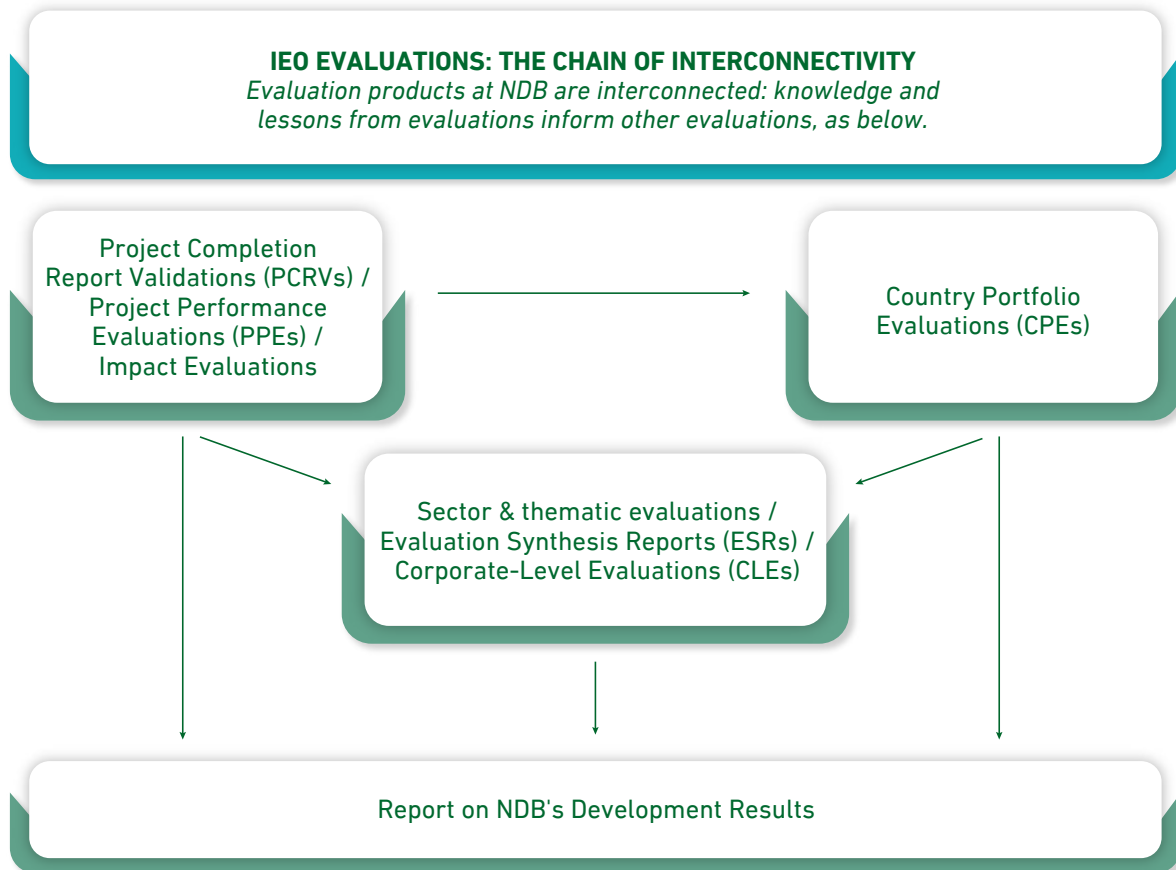 IEO EVALUATIONS: THE CHAIN OF INTERCONNECTIVITY
Evaluation products at NDB are interconnected: knowledge and
lessons from evaluations inform other evaluations, as below.
Project Completion
Report Validations (PCRVs) /
Project Performance
Evaluations (PPEs) /
Impact Evaluations
Country Portfolio
Evaluations (CPEs)
Sector & thematic evaluations /
Evaluation Synthesis Reports (ESRs) /
Corporate-Level Evaluations (CLEs)
Report on NDB's Development Results